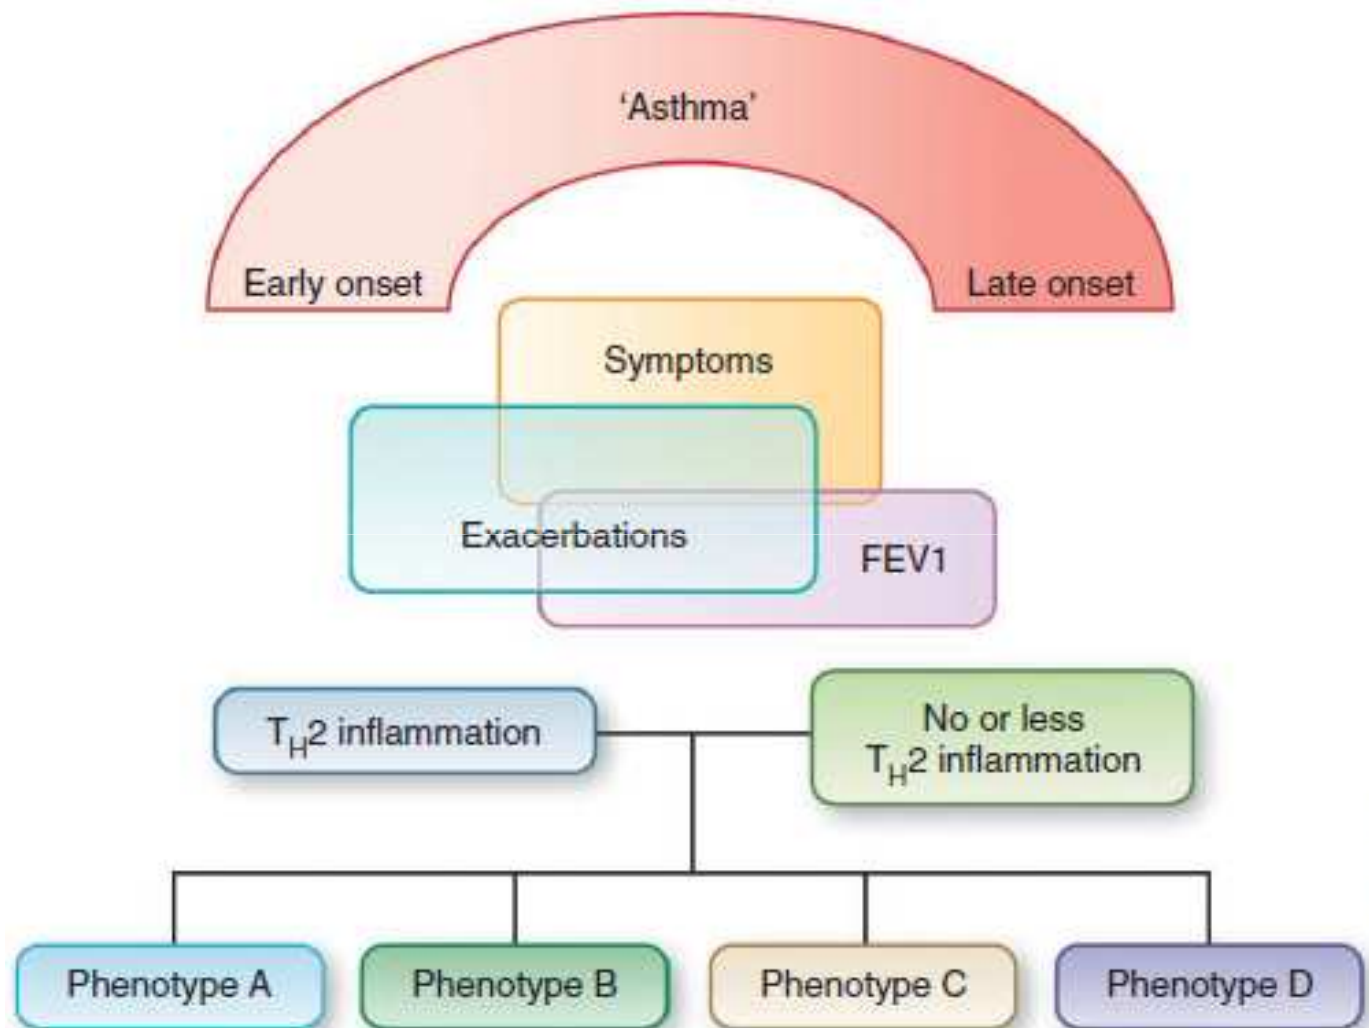 ‘Asthma’
Early onset
Late onset
Symptoms
Exacerbations
FEV1
TH2 inflammation
No or less
TH2 inflammation
Phenotype A
Phenotype B
Phenotype C
Phenotype D